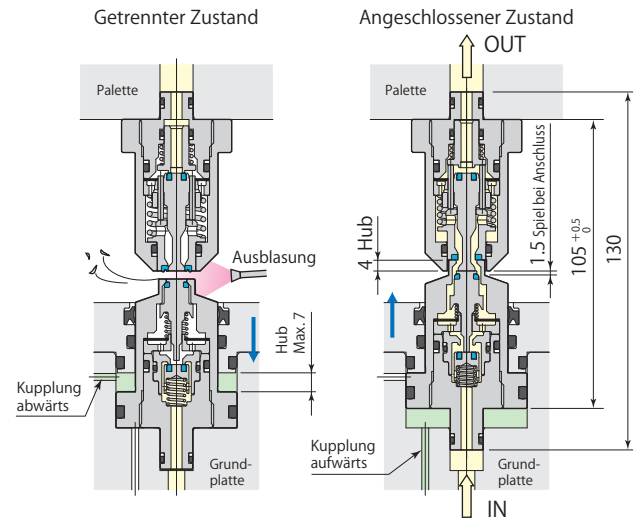 Getrennter Zustand
Angeschlossener Zustand
OUT
Palette
Palette
Ausblasung
4 Hub
1.5 Spiel bei Anschluss
105 +0.5 0
130
Hub
Max. 7
Kupplung
abwärts
Kupplung
aufwärts
Grund-
platte
Grund-
platte
IN